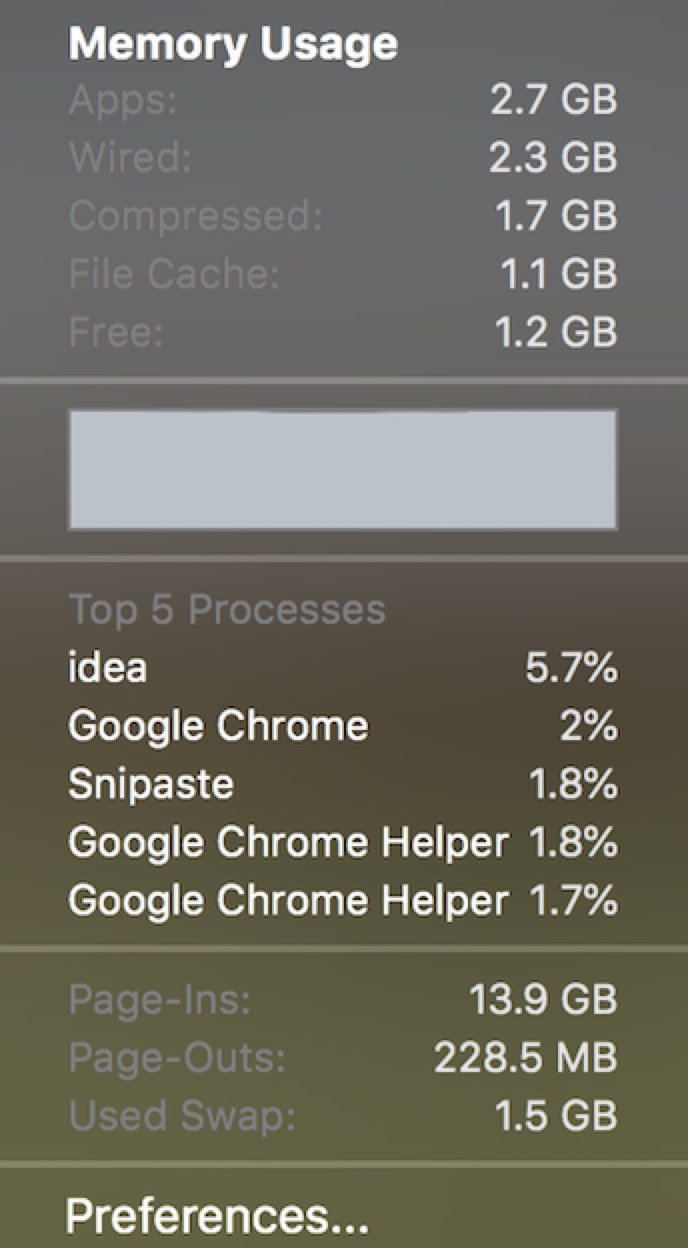 Memory Usage
Apps: 2.7 GB
Wired: 2.3 GB
Compressed: 1.7 GB
File Cache: 1.1 GB
Free: 1.2 GB
Top 5 Processes
idea 5.7%
Google Chrome 2%
Snipaste 1.8%
Google Chrome Helper 1.8%
Google Chrome Helper 1.7%
Page-Ins: 13.9 GB
Page-Outs: 228.5 MB
Used Swap: 1.5 GB
Preferences...